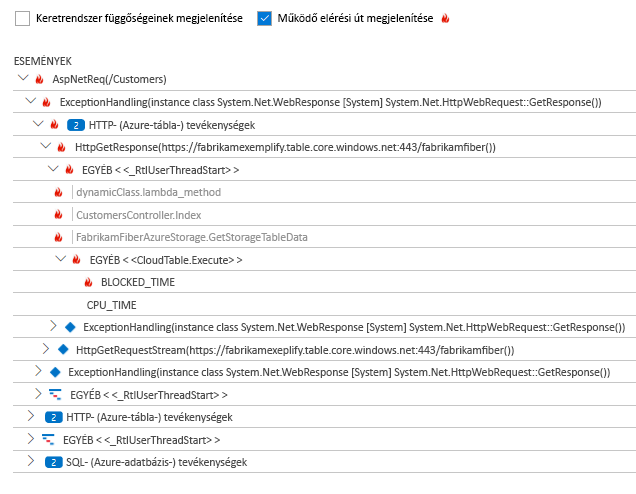 Keretrendszer függőségeinek megjelenítése Működő elérési út megjelenítése
ESEMÉNYEK
AspNetReq(/Customers)
ExceptionHandling(instance class System.Net.WebResponse [System] System.Net.HttpWebRequest::GetResponse())
2 HTTP- (Azure-tábla-) tevékenységek
HttpGetResponse(https://fabrikamexemplify.table.core.windows.net:443/fabrikamfiber())
EGYÉB < <_RtlUserThreadStart> >
dynamicClass.lambda_method
CustomersController.Index
FabrikamFiberAzureStorage.GetStorageTableData
EGYÉB < <CloudTable.Execute> >
BLOCKED_TIME
CPU_TIME
ExceptionHandling(instance class System.Net.WebResponse [System] System.Net.HttpWebRequest::GetResponse())
HttpGetRequestStream(https://fabrikamexeplify.table.core.windows.net:443/fabrikamfiber())
ExceptionHandling(instance class System.Net.WebResponse [System] System.Net.HttpWebRequest::GetResponse())
EGYÉB < <_RtlUserThreadStart> >
2 HTTP- (Azure-tábla-) tevékenységek
EGYÉB < <_RtlUserThreadStart> >
2 SQL- (Azure-adatbázis-) tevékenységek